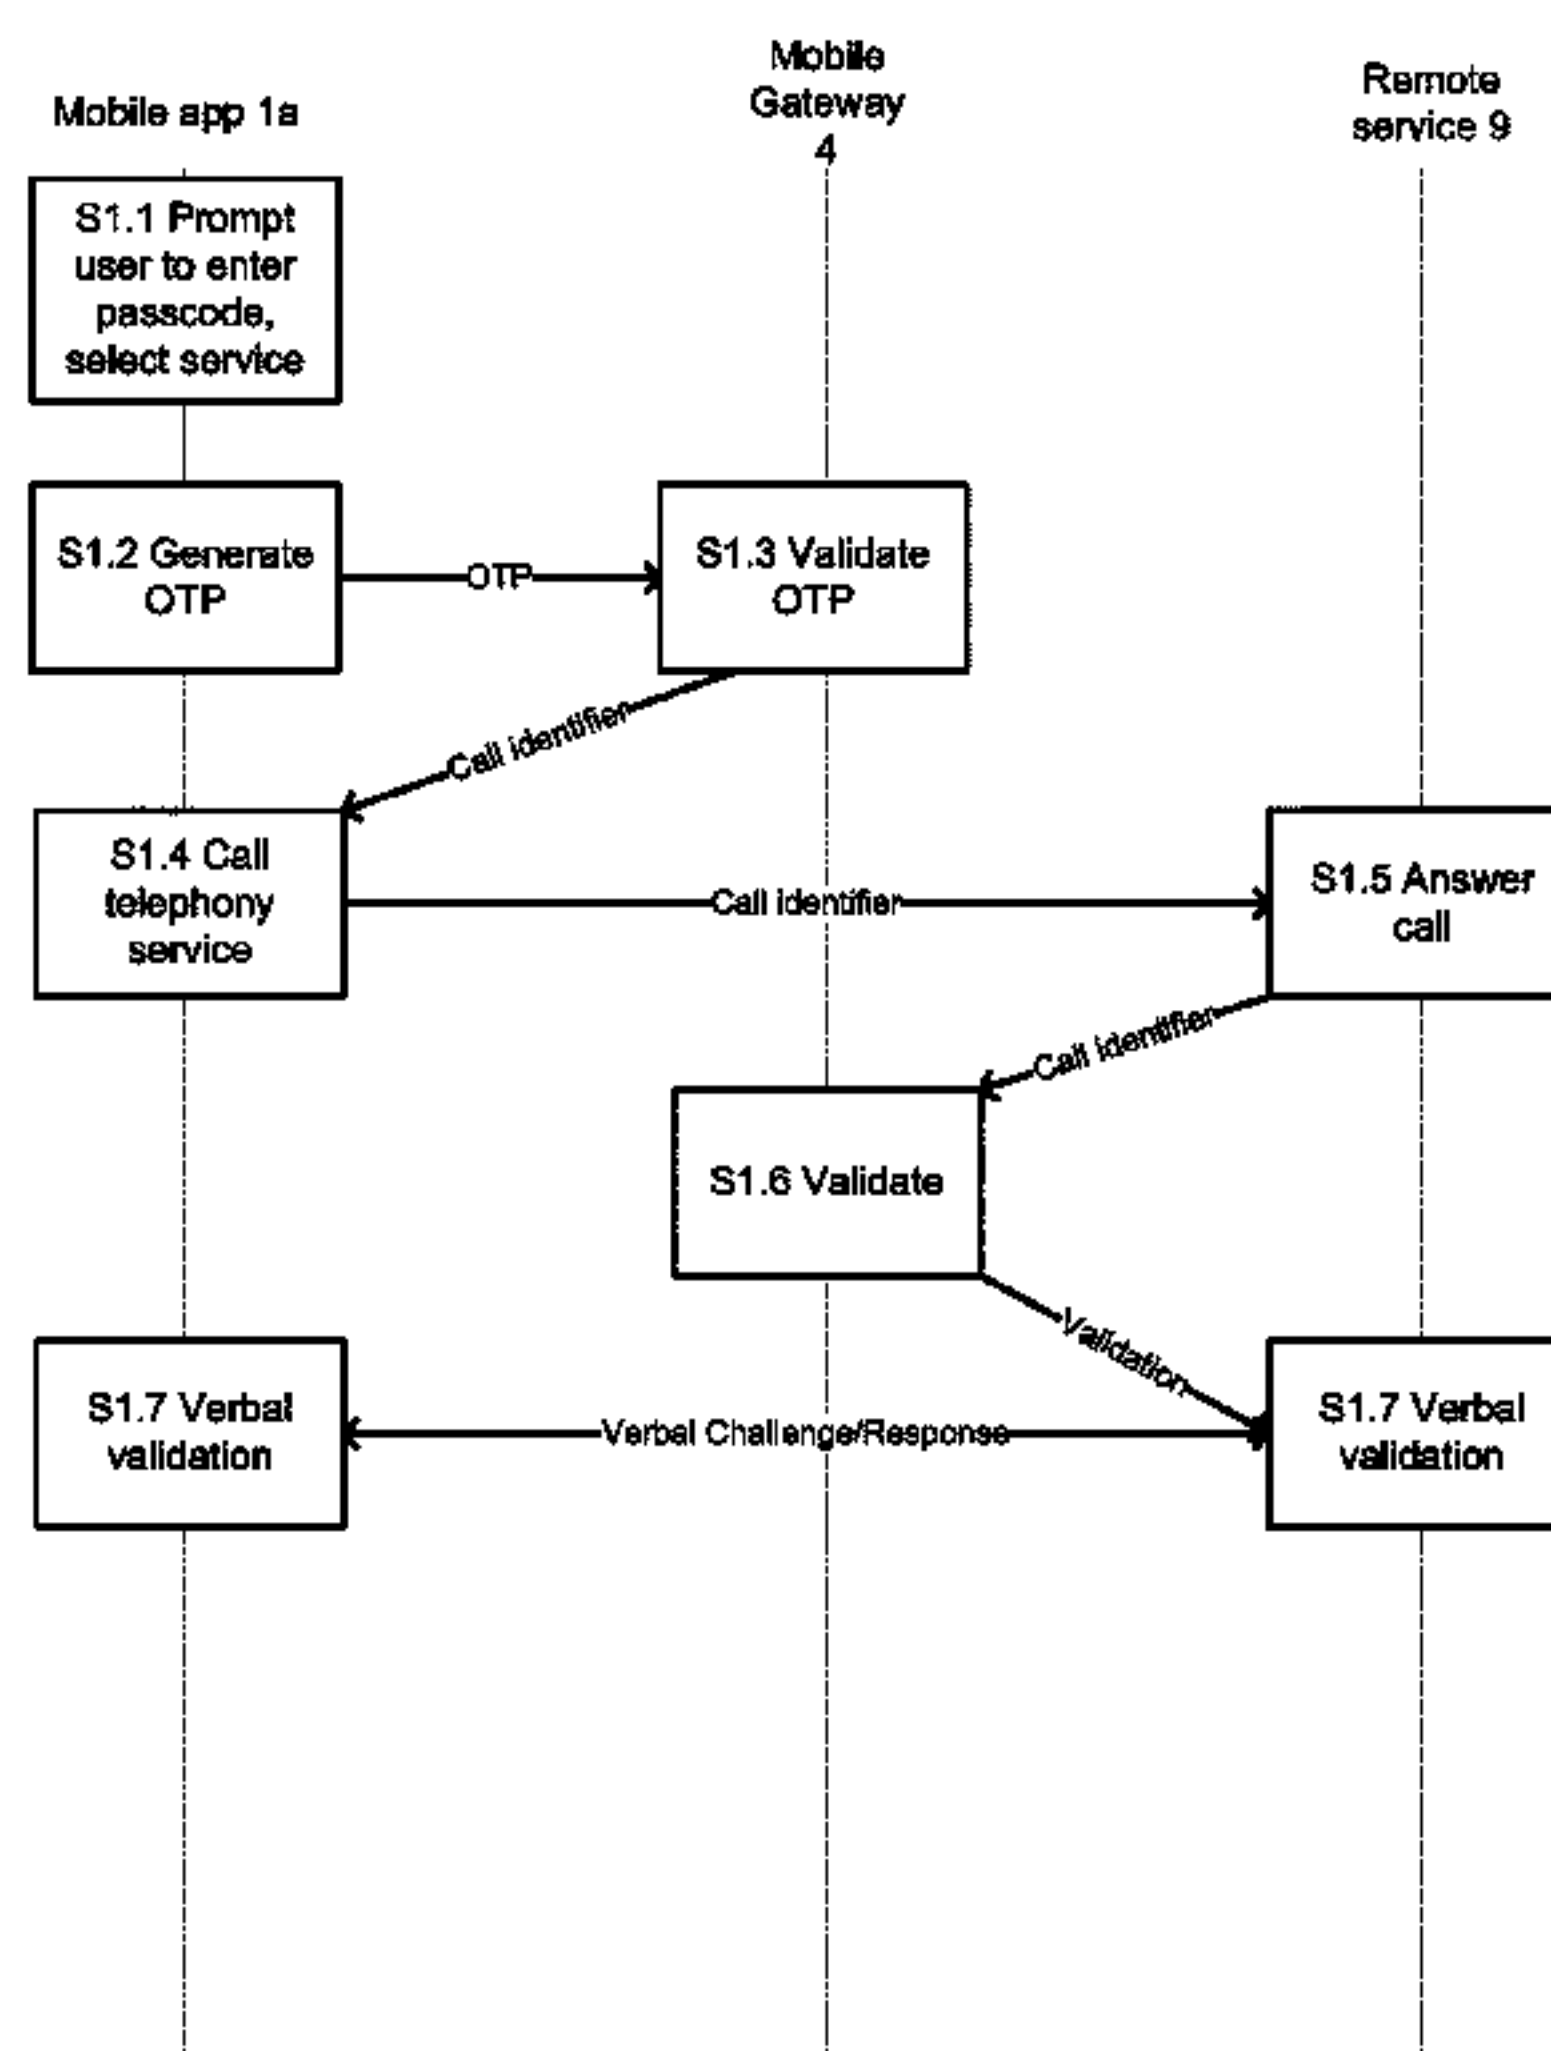 Mobile app 1a
Mobile
Gateway
4
Remote
service 9
S1.1 Prompt
user to enter
passcode,
select service
S1.2 Generate
OTP
OTP
S1.3 Validate
OTP
Call identifier
S1.4 Call
telephony
service
Call identifier
S1.5 Answer
call
Call identifier
S1.6 Validate
Validation
S1.7 Verbal
validation
Verbal Challenge/Response
S1.7 Verbal
validation